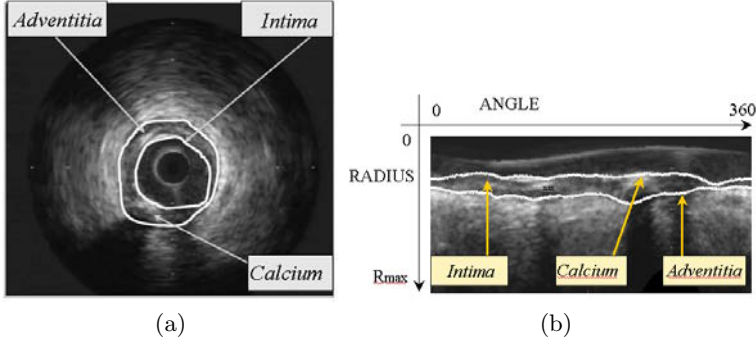 Adventitia Intima
Calcium
(a)
ANGLE
0 360
0
RADIUS
Rmax
Intima Calcium Adventitia
(b)